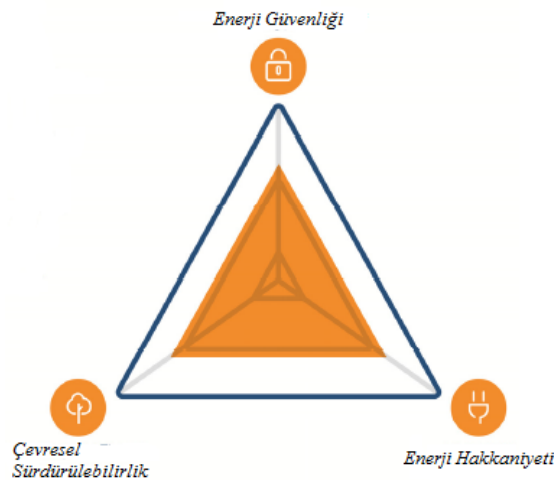 Enerji Güvenliği
Çevresel
Sürdürülebilirlik
Enerji Hakkaniyeti